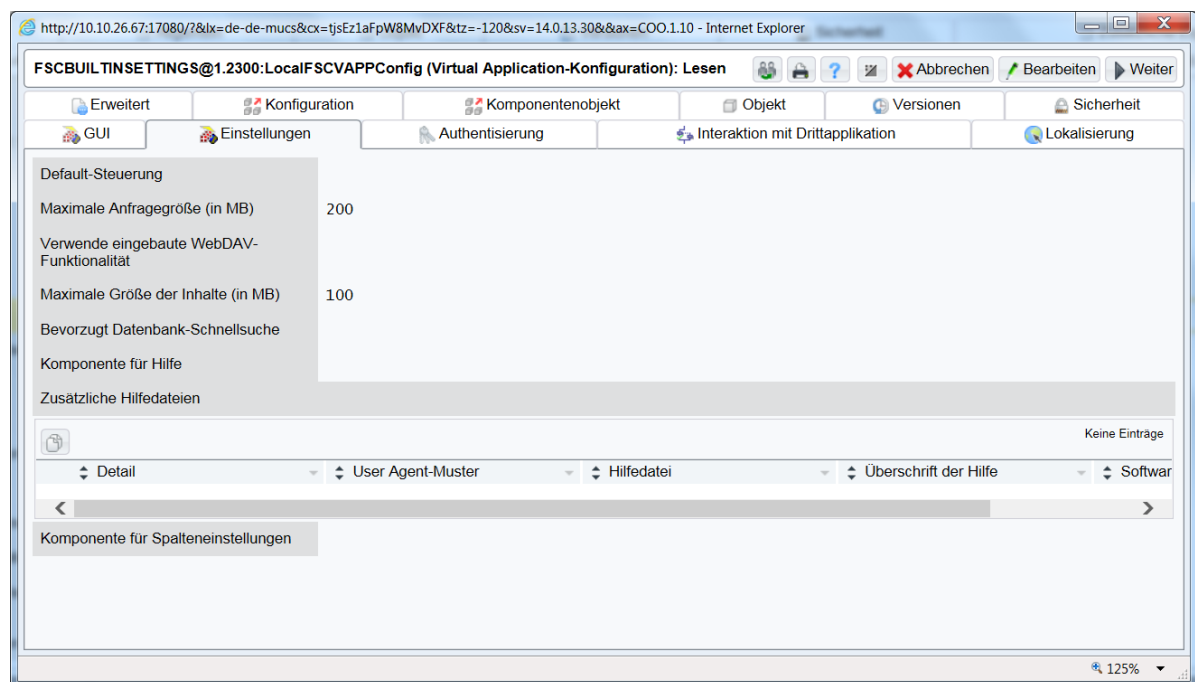 http://10.10.26.67:17080/?&lx=de-de-mucs&cx=tjsEz1aFpW8MvDXF&tz=-120&sv=14.0.13.30&&ax=COO.1.10 - Internet Explorer
FSCBUILTINSETTINGS@1.2300:LocalFSCVAPPConfig (Virtual Application-Konfiguration): Lesen Abbrechen Bearbeiten Weiter
Erweitert Konfiguration Komponentenobjekt Objekt Versionen Sicherheit
GUI Einstellungen Authentisierung Interaktion mit Drittapplikation Lokalisierung
Default-Steuerung
Maximale Anfragegröße (in MB) 200
Verwende eingebaute WebDAV-
Funktionalität
Maximale Größe der Inhalte (in MB) 100
Bevorzugt Datenbank-Schnellsuche
Komponente für Hilfe
Zusätzliche Hilfedateien
Keine Einträge
Detail User Agent-Muster Hilfedatei Überschrift der Hilfe Softwar
Komponente für Spalteneinstellungen
125%